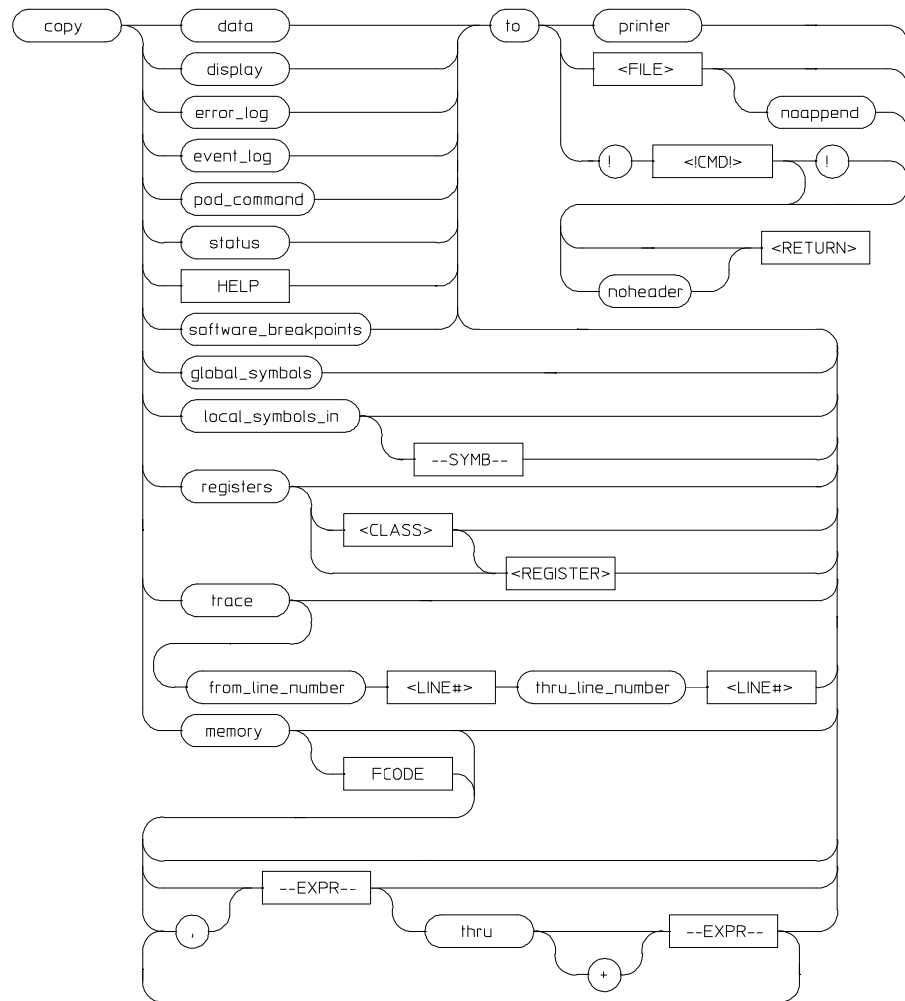 copy
data
to
printer
display
<FILE>
error_log
noappend
event_log
!
<!CMD!>
!
pod_command
status
<RETURN>
HELP
noheader
software_breakpoints
global_symbols
local_symbols_in
--SYMB--
registers
<CLASS>
<REGISTER>
trace
from_line_number
<LINE#>
thru_line_number
<LINE#>
memory
FCODE
--EXPR--
,
thru
--EXPR--
+